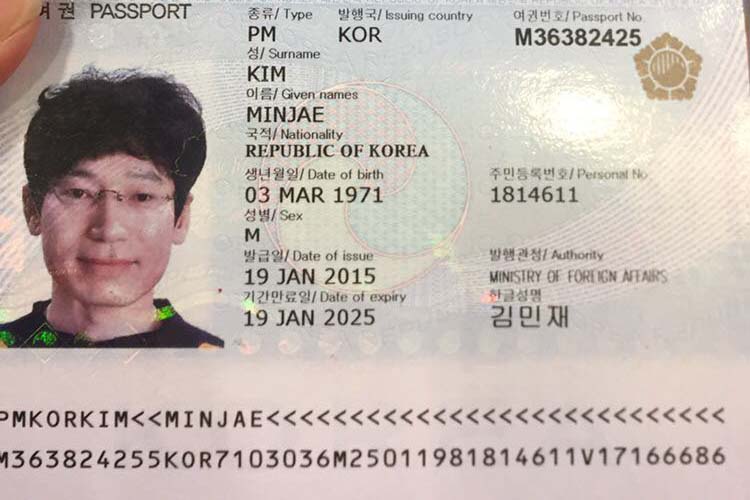 여권 PASSPORT
종류/ Type 발행국/ Issuing country 여권번호/ Passport No.
PM KOR M36382425
성/ Surname
KIM
이름/ Given names
MINJAE
국적/ Nationality
REPUBLIC OF KOREA
생년월일/ Date of birth 주민등록번호/ Personal No.
03 MAR 1971 1814611
성별/ Sex
M
발급일/ Date of issue 발행관청/ Authority
19 JAN 2015 MINISTRY OF FOREIGN AFFAIRS
기간만료일/ Date of expiry 한글성명
19 JAN 2025 김민재
PMKORKIM<<MINJAE<<<<<<<<<<<<<<<<<<<<<<<<<<<<
M363824255KOR7103036M25011981814611V17166686